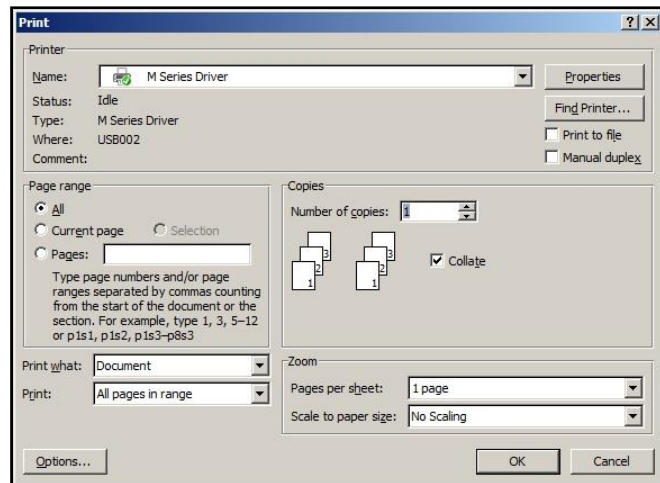 Print
Printer
Name: M Series Driver
Properties
Status: Idle
Find Printer...
Type: M Series Driver
Where: USB002
Print to file
Comment:
Manual duplex
Page range
All
Current page Selection
Pages:
Type page numbers and/or page
ranges separated by commas counting
from the start of the document or the
section. For example, type 1, 3, 5–12
or p1s1, p1s2, p1s3–p8s3
Copies
Number of copies: 1
3 3
2 2
1 1
Collate
Print what: Document
Print: All pages in range
Zoom
Pages per sheet: 1 page
Scale to paper size: No Scaling
Options...
OK
Cancel